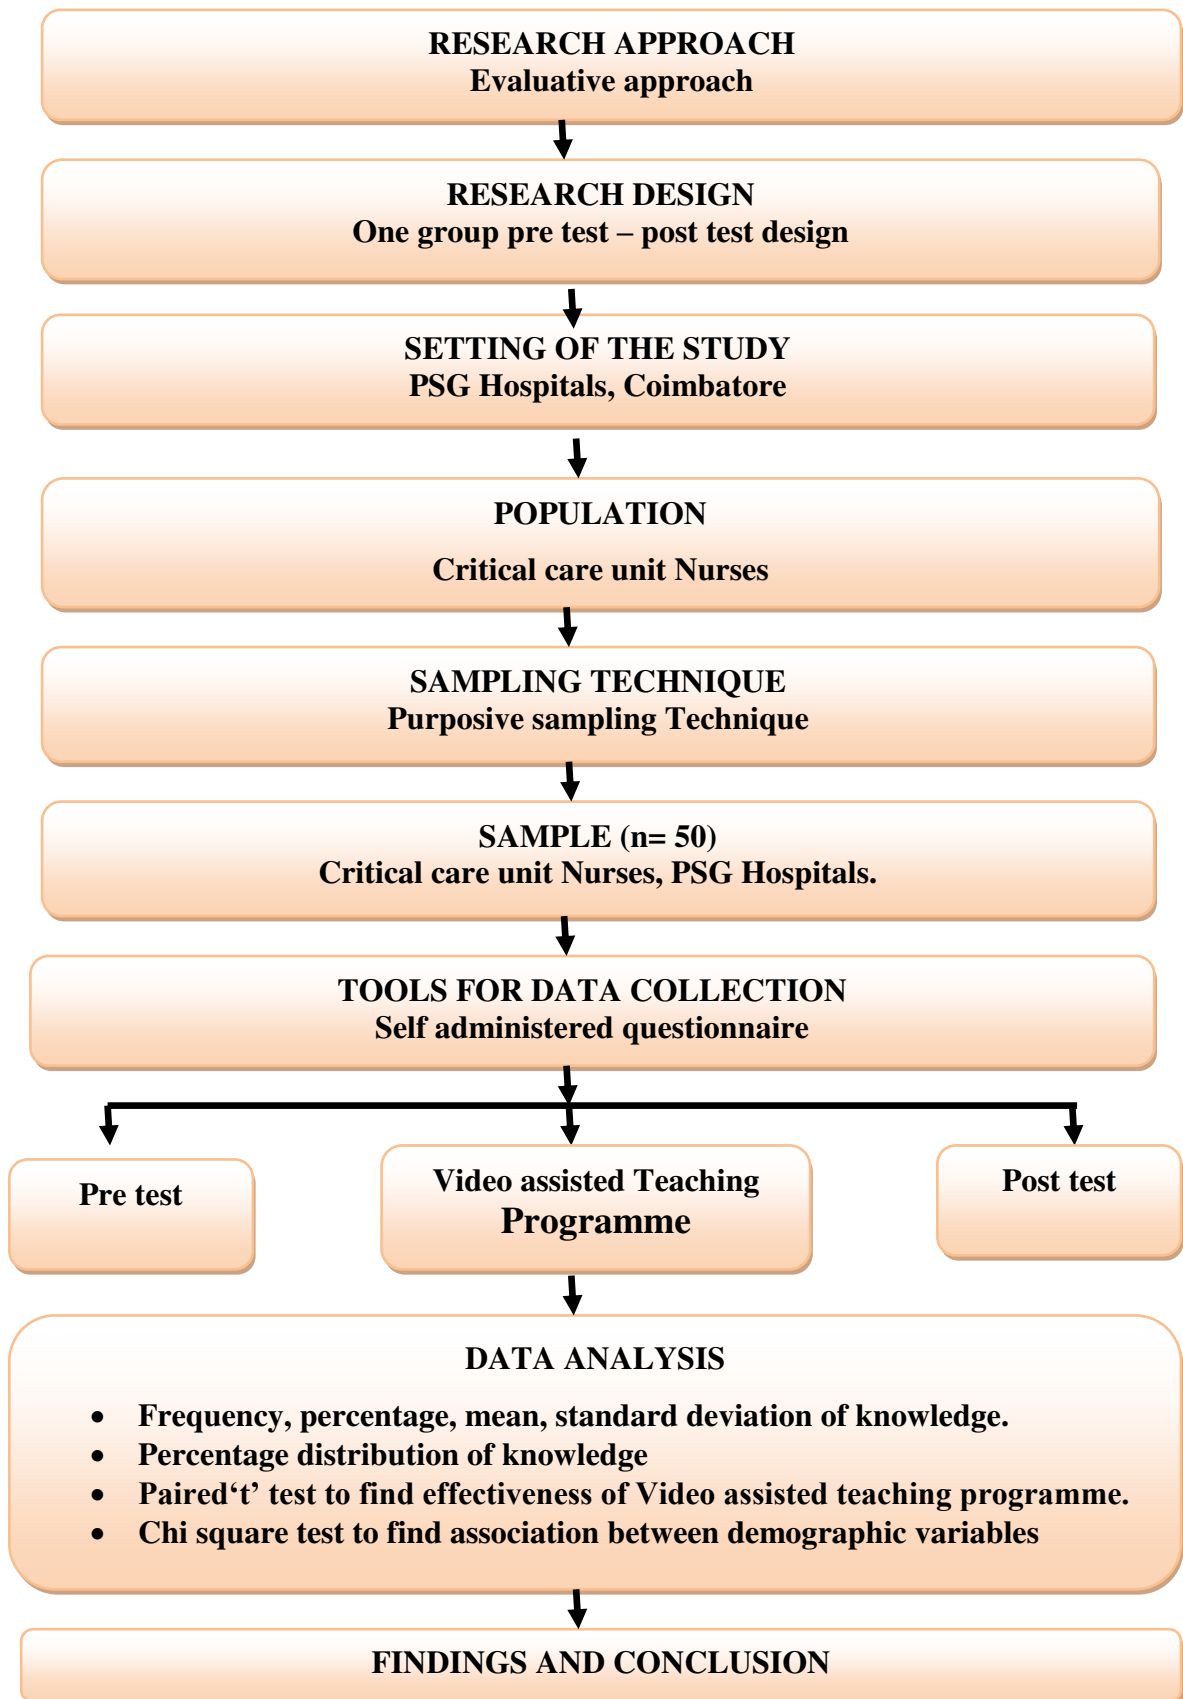 RESEARCH APPROACH
Evaluative approach
RESEARCH DESIGN
One group pre test – post test design
SETTING OF THE STUDY
PSG Hospitals, Coimbatore
POPULATION
Critical care unit Nurses
SAMPLING TECHNIQUE
Purposive sampling Technique
SAMPLE (n= 50)
Critical care unit Nurses, PSG Hospitals.
TOOLS FOR DATA COLLECTION
Self administered questionnaire
Pre test
Video assisted Teaching
Programme
Post test
DATA ANALYSIS
• Frequency, percentage, mean, standard deviation of knowledge.
• Percentage distribution of knowledge
• Paired‘t’ test to find effectiveness of Video assisted teaching programme.
• Chi square test to find association between demographic variables
FINDINGS AND CONCLUSION